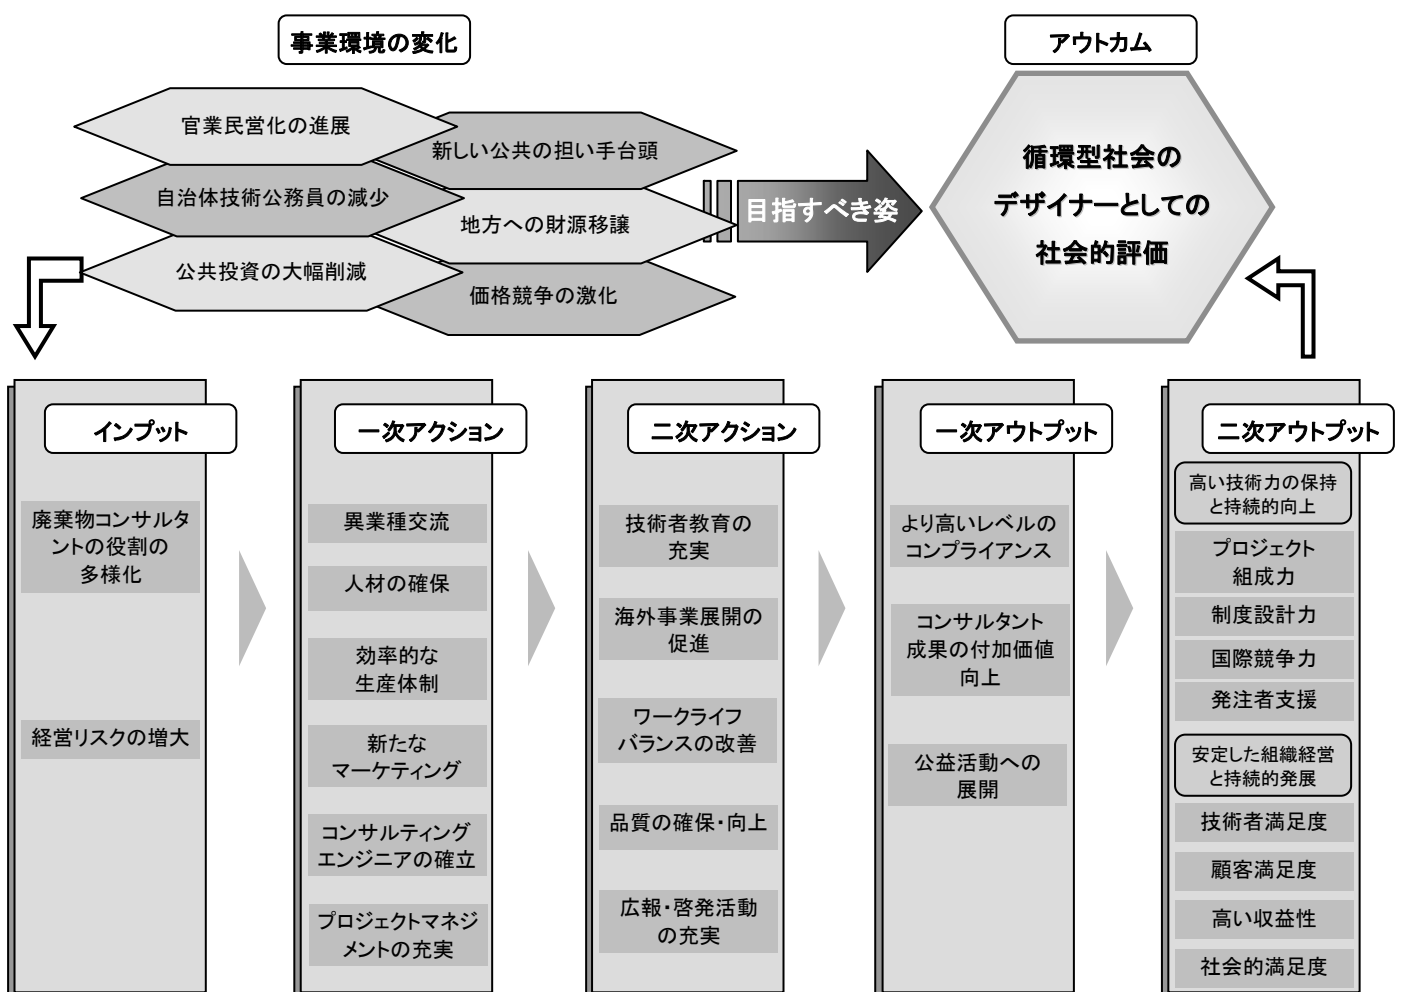 事業環境の変化
アウトカム
官業民営化の進展
新しい公共の担い手台頭
自治体技術公務員の減少
地方への財源移譲
公共投資の大幅削減
価格競争の激化
目指すべき姿
循環型社会の
デザイナーとしての
社会的評価
インプット
廃棄物コンサルタ
ントの役割の
多様化
経営リスクの増大
一次アクション
異業種交流
人材の確保
効率的な
生産体制
新たな
マーケティング
コンサルティング
エンジニアの確立
プロジェクトマネジ
メントの充実
二次アクション
技術者教育の
充実
海外事業展開の
促進
ワークライフ
バランスの改善
品質の確保・向上
広報・啓発活動
の充実
一次アウトプット
より高いレベルの
コンプライアンス
コンサルタント
成果の付加価値
向上
公益活動への
展開
二次アウトプット
高い技術力の保持
と持続的向上
プロジェクト
組成力
制度設計力
国際競争力
発注者支援
安定した組織経営
と持続的発展
技術者満足度
顧客満足度
高い収益性
社会的満足度